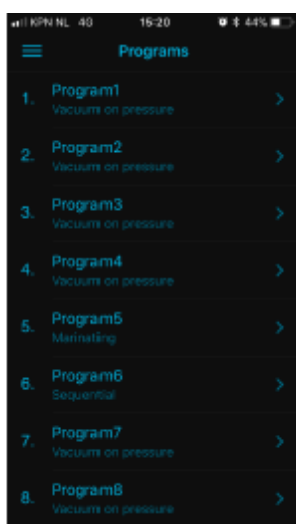 KPN NL 4G 15:20 44%
Programs
1. Program1
Vacuum on pressure
2. Program2
Vacuum on pressure
3. Program3
Vacuum on pressure
4. Program4
Vacuum on pressure
5. Program5
Marinating
6. Program6
Sequential
7. Program7
Vacuum on pressure
8. Program8
Vacuum on pressure